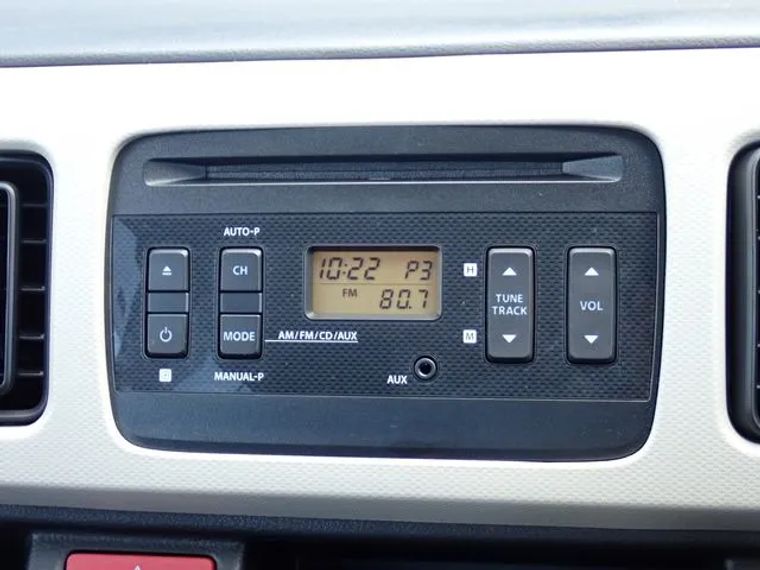 AUTO-P
CH
10:22 P3
FM 80.7
H
TUNE
TRACK
VOL
MODE
AM/FM/CD/AUX
M
MANUAL-P
AUX